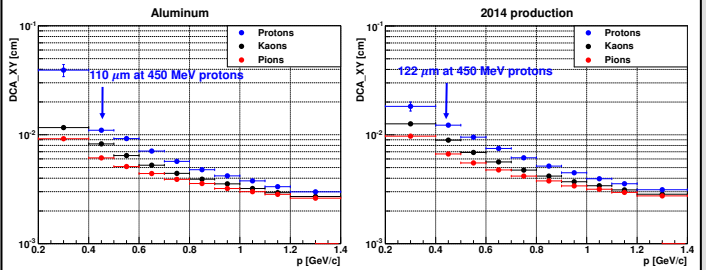 Aluminum
DCA_XY [cm]
10⁻¹
10⁻²
10⁻³
Protons
Kaons
Pions
110 μm at 450 MeV protons
0.2 0.4 0.6 0.8 1 1.2 1.4
p [GeV/c]
2014 production
DCA_XY [cm]
10⁻¹
10⁻²
10⁻³
Protons
Kaons
Pions
122 μm at 450 MeV protons
0.2 0.4 0.6 0.8 1 1.2 1.4
p [GeV/c]